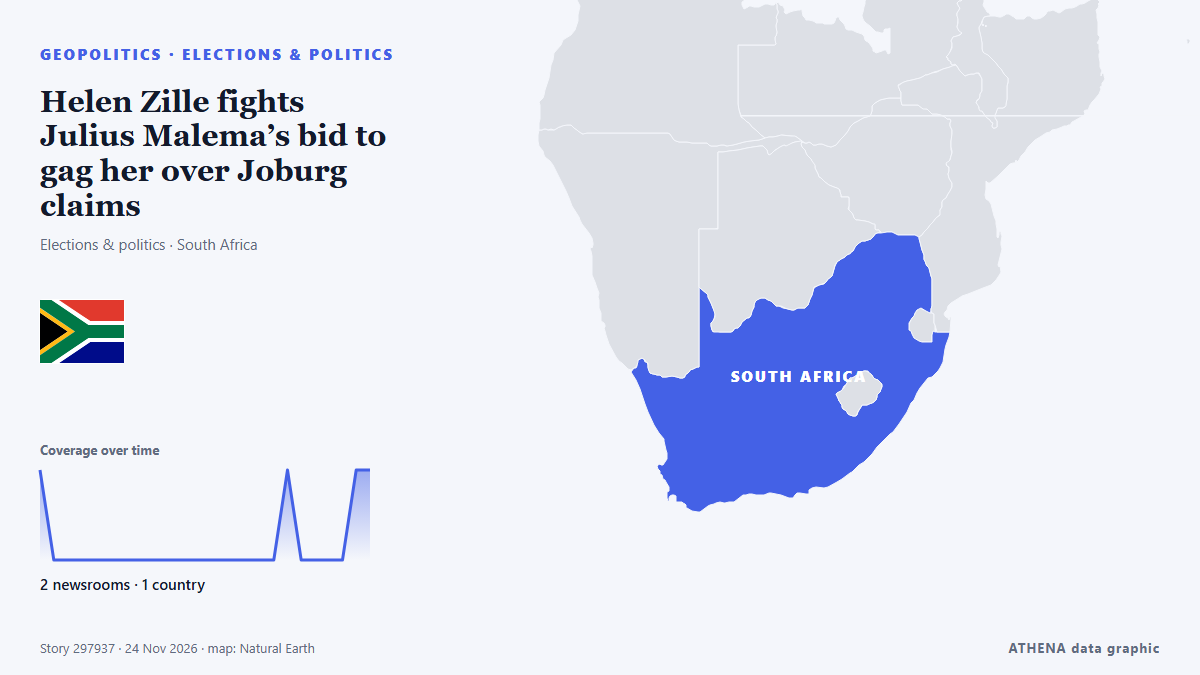 GEOPOLITICS · ELECTIONS & POLITICS
Helen Zille fights
Julius Malema’s bid to
gag her over Joburg
claims
Elections & politics · South Africa
SOUTH AFRICA
Coverage over time
2 newsrooms · 1 country
Story 297937 · 24 Nov 2026 · map: Natural Earth
ATHENA data graphic